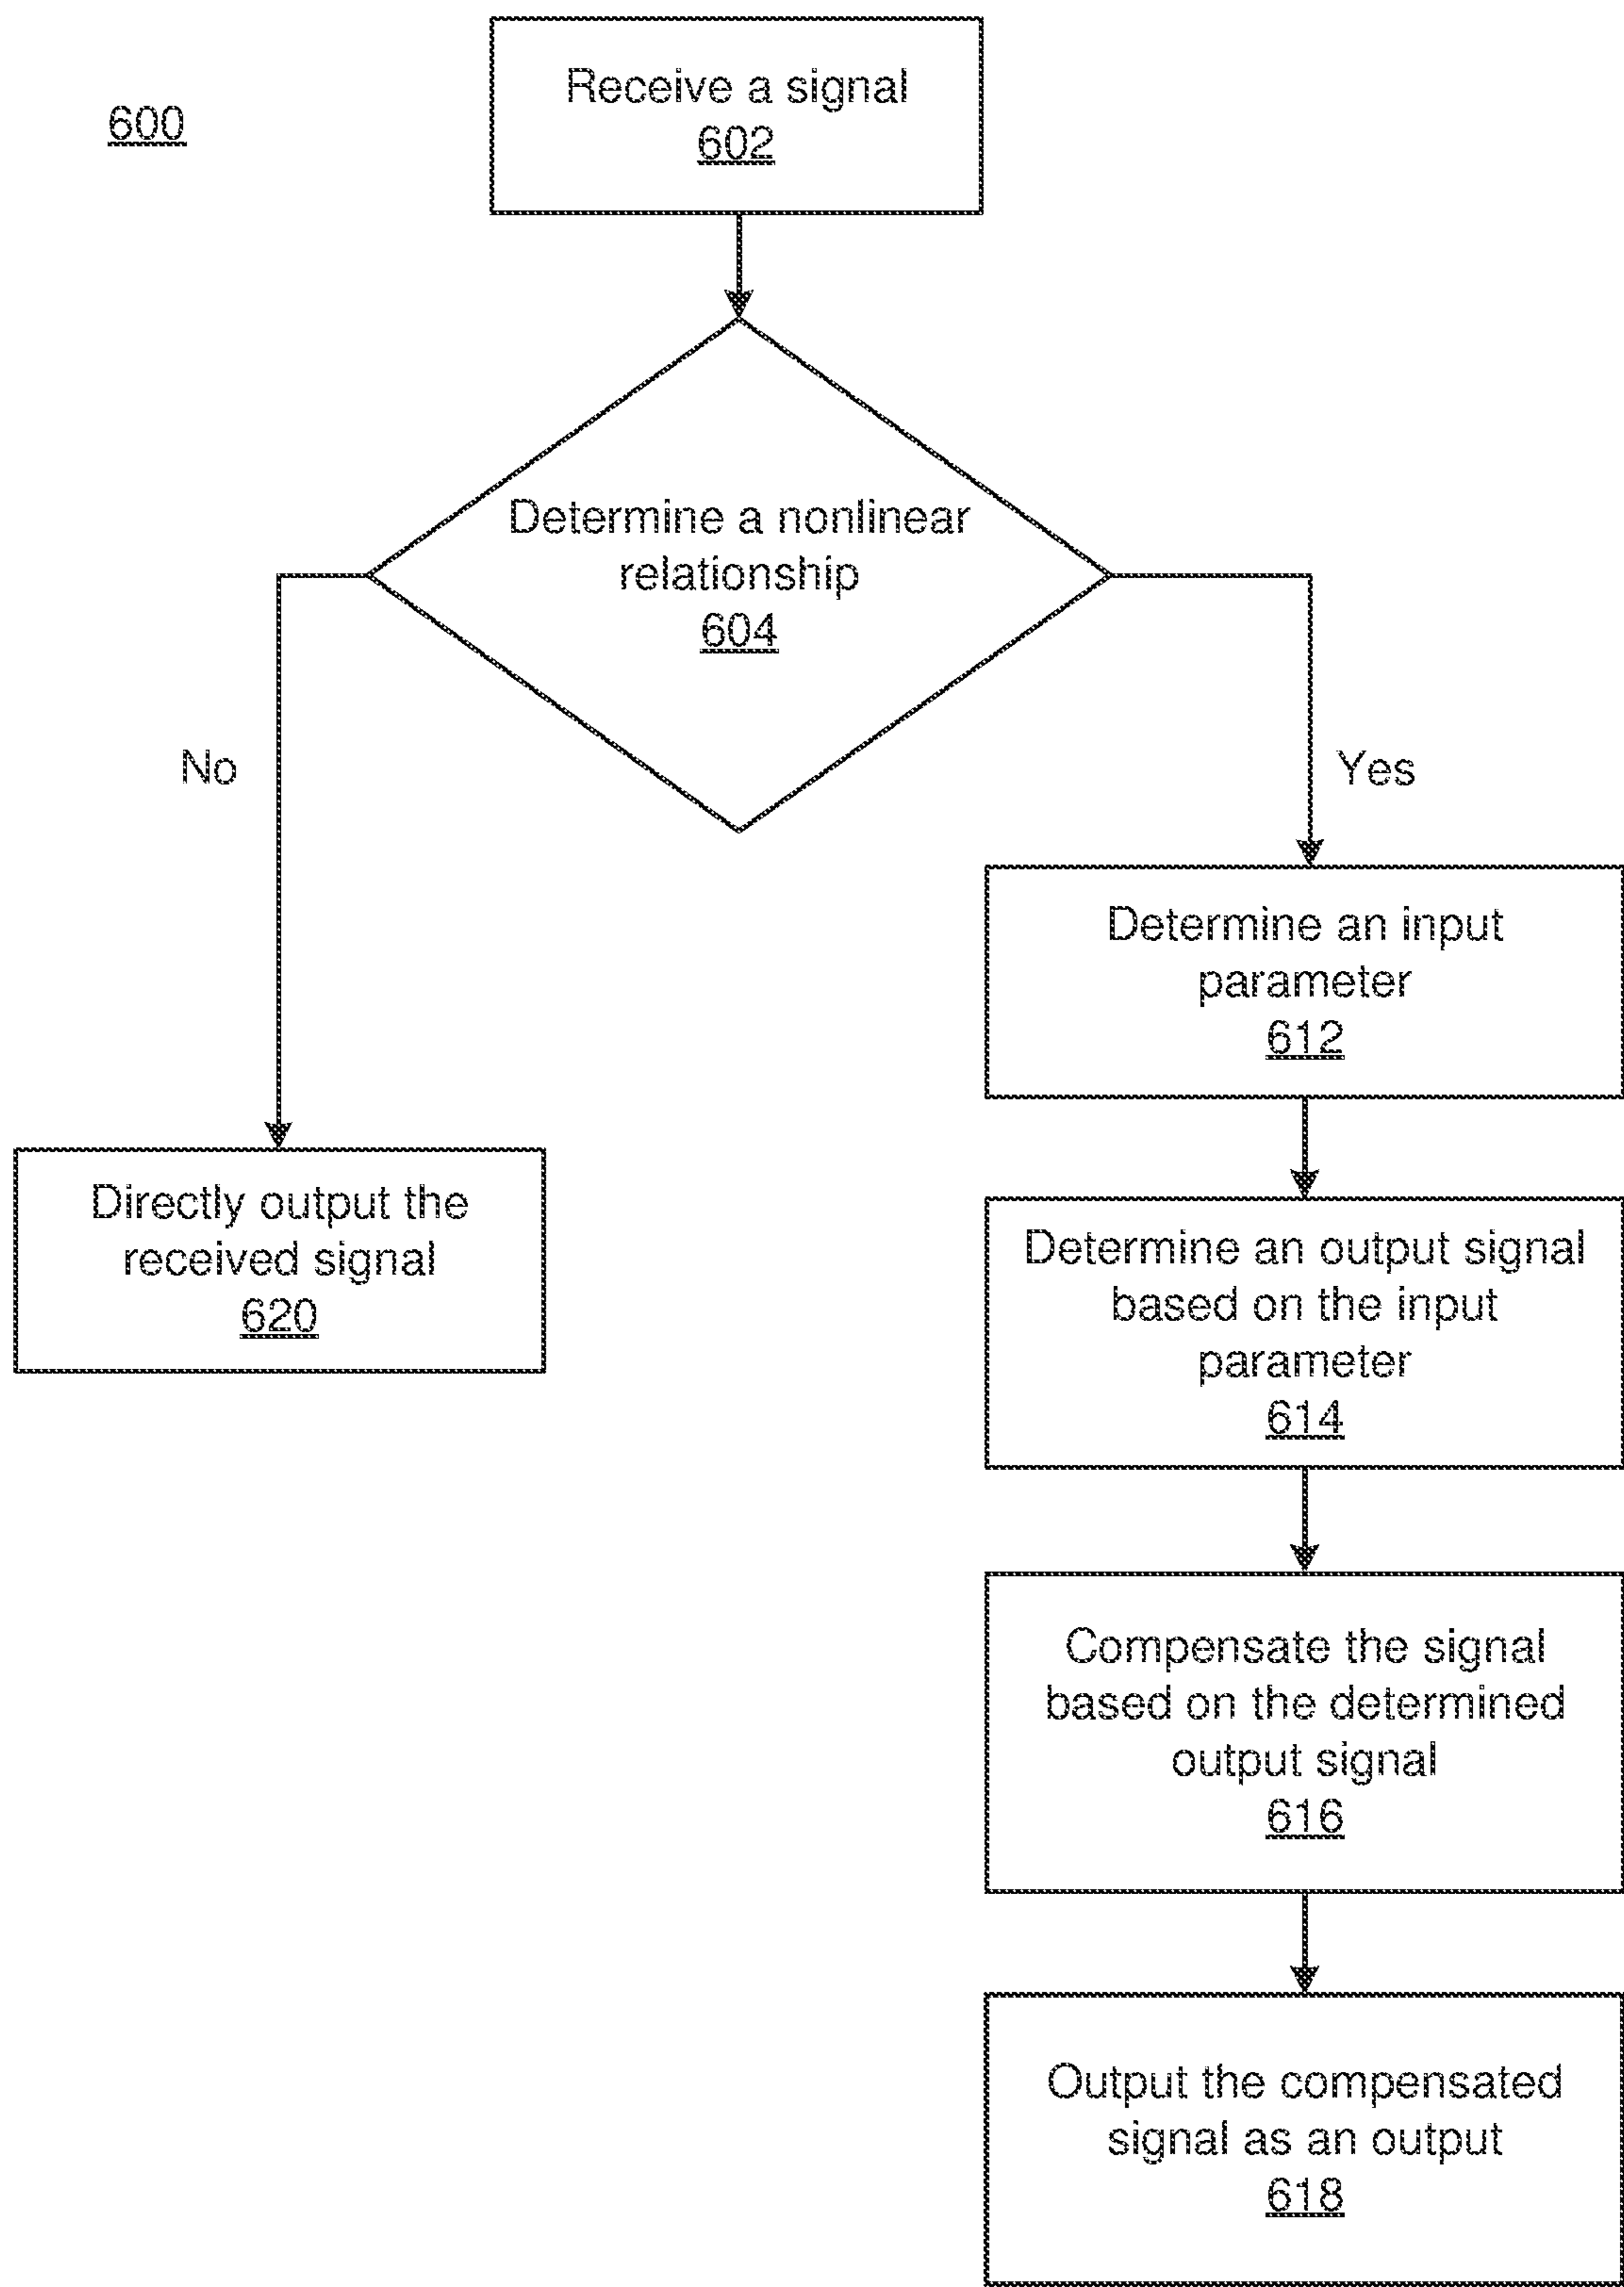 600
Receive a signal
602
Determine a nonlinear
relationship
604
No
Yes
Determine an input
parameter
612
Directly output the
received signal
620
Determine an output signal
based on the input
parameter
614
Compensate the signal
based on the determined
output signal
616
Output the compensated
signal as an output
618